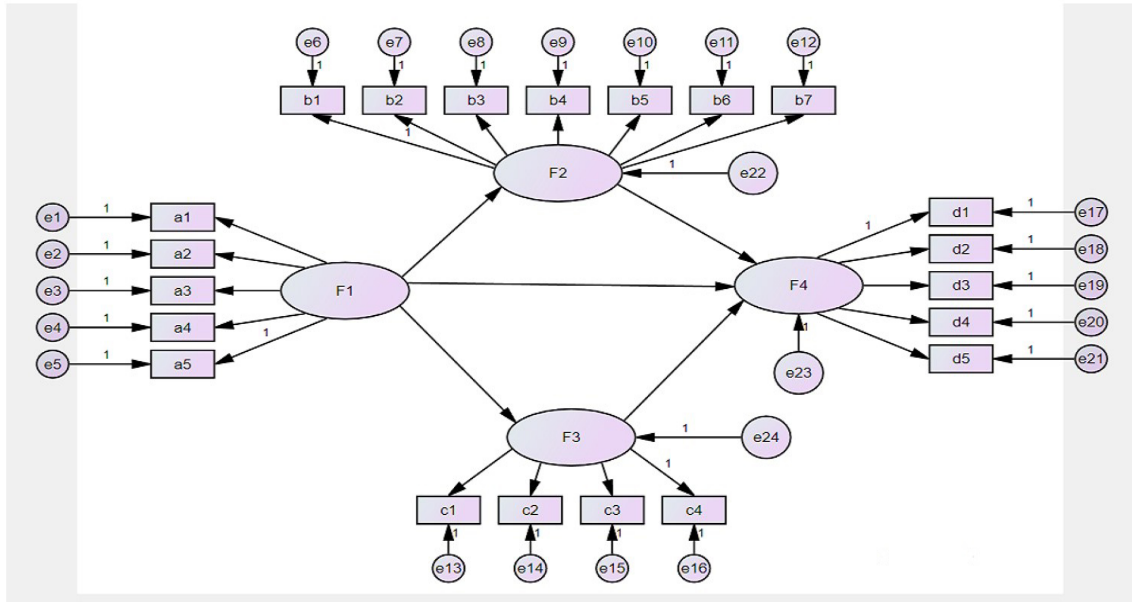 e6 e7 e8 e9 e10 e11 e12
1 1 1 1 1 1 1
b1 b2 b3 b4 b5 b6 b7
1
F2 1 e22
e1 1 a1
e2 1 a2
e3 1 a3
e4 1 a4
e5 1 a5
1
F1
1 d1 1 e17
d2 1 e18
d3 1 e19
d4 1 e20
d5 1 e21
F4
1
e23
F3 1 e24
1
c1 c2 c3 c4
1 1 1 1
e13 e14 e15 e16